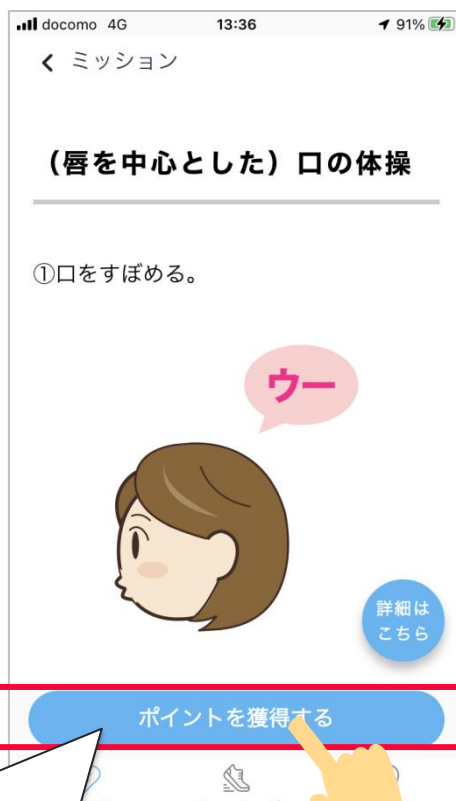 docomo 4G 13:36 91%
ミッション
(唇を中心とした)口の体操
①口をすぼめる。
ウー
詳細は
こちら
ポイントを獲得する